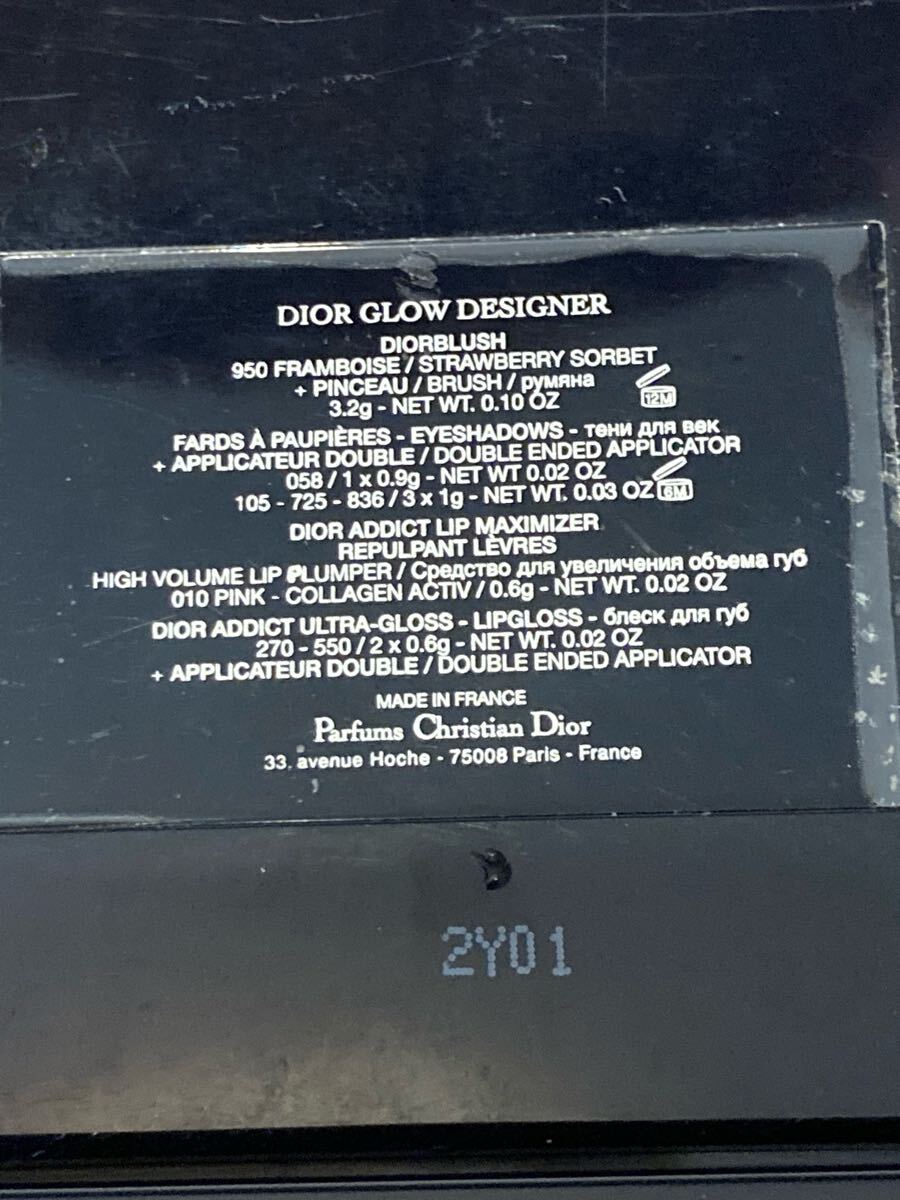 DIOR GLOW DESIGNER
DIORBLUSH
950 FRAMBOISE / STRAWBERRY SORBET
+ PINCEAU / BRUSH / румяна
3.2g - NET WT. 0.10 OZ
12M
FARDS À PAUPIÈRES - EYESHADOWS - тени для век
+ APPLICATEUR DOUBLE / DOUBLE ENDED APPLICATOR
058 / 1 x 0.9g - NET WT 0.02 OZ
105 - 725 - 836 / 3 x 1g - NET WT. 0.03 OZ 6M
DIOR ADDICT LIP MAXIMIZER
REPULPANT LÈVRES
HIGH VOLUME LIP PLUMPER / Средство для увеличения объема губ
010 PINK - COLLAGEN ACTIV / 0.6g - NET WT. 0.02 OZ
DIOR ADDICT ULTRA-GLOSS - LIPGLOSS - блеск для губ
270 - 550 / 2 x 0.6g - NET WT. 0.02 OZ
+ APPLICATEUR DOUBLE / DOUBLE ENDED APPLICATOR
MADE IN FRANCE
Parfums Christian Dior
33, avenue Hoche - 75008 Paris - France
2Y01